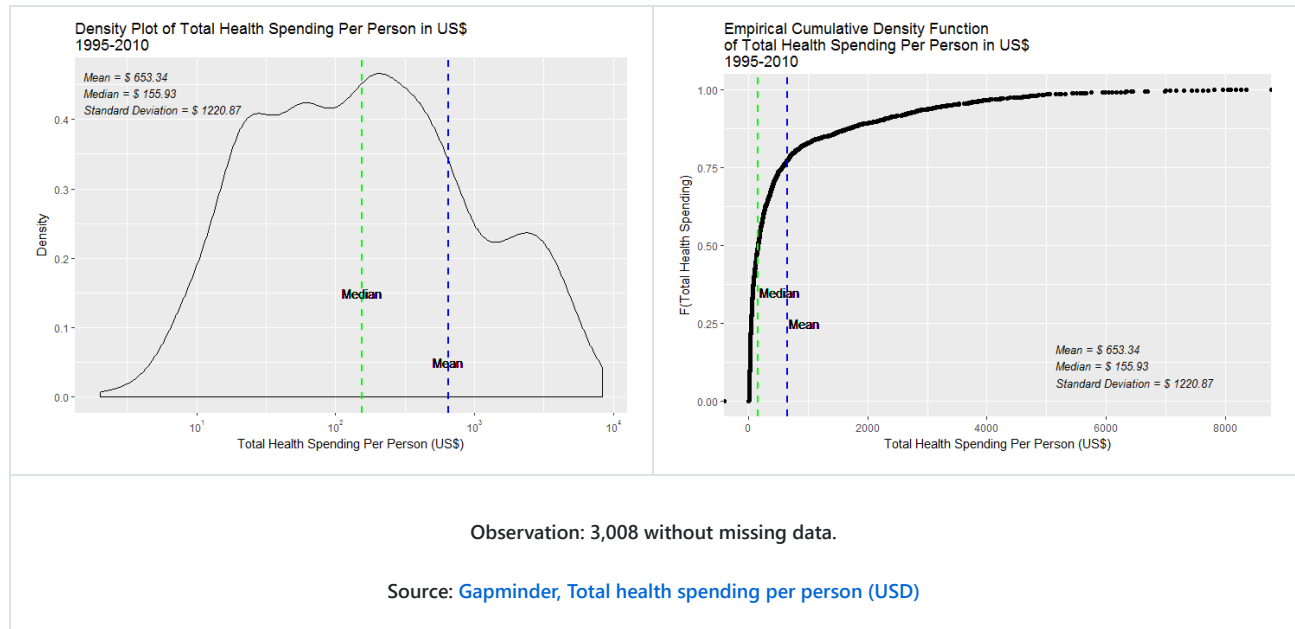 Density Plot of Total Health Spending Per Person in US$
1995-2010
Mean = $ 653.34
Median = $ 155.93
Standard Deviation = $ 1220.87
Density
0.4
0.3
0.2
0.1
0.0
Median
Mean
10¹ 10² 10³ 10⁴
Total Health Spending Per Person (US$)
Empirical Cumulative Density Function
of Total Health Spending Per Person in US$
1995-2010
F(Total Health Spending)
1.00
0.75
0.50
0.25
0.00
Median
Mean
Mean = $ 653.34
Median = $ 155.93
Standard Deviation = $ 1220.87
0 2000 4000 6000 8000
Total Health Spending Per Person (US$)
Observation: 3,008 without missing data.
Source: Gapminder, Total health spending per person (USD)